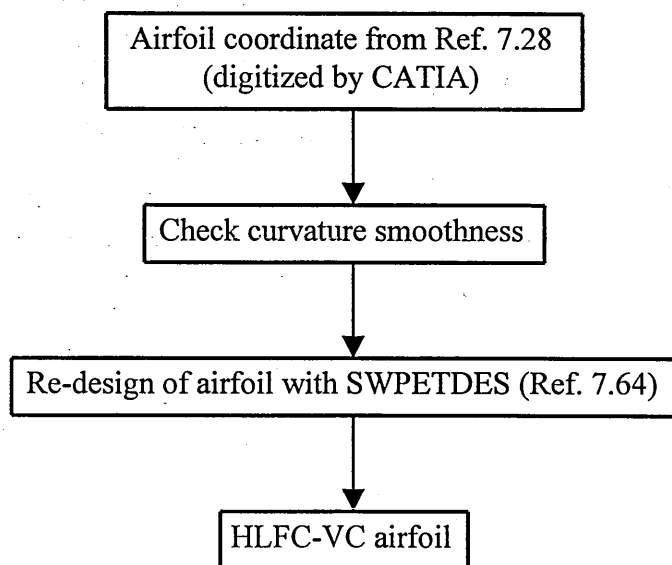 Airfoil coordinate from Ref. 7.28
(digitized by CATIA)
Check curvature smoothness
Re-design of airfoil with SWPETDES (Ref. 7.64)
HLFC-VC airfoil